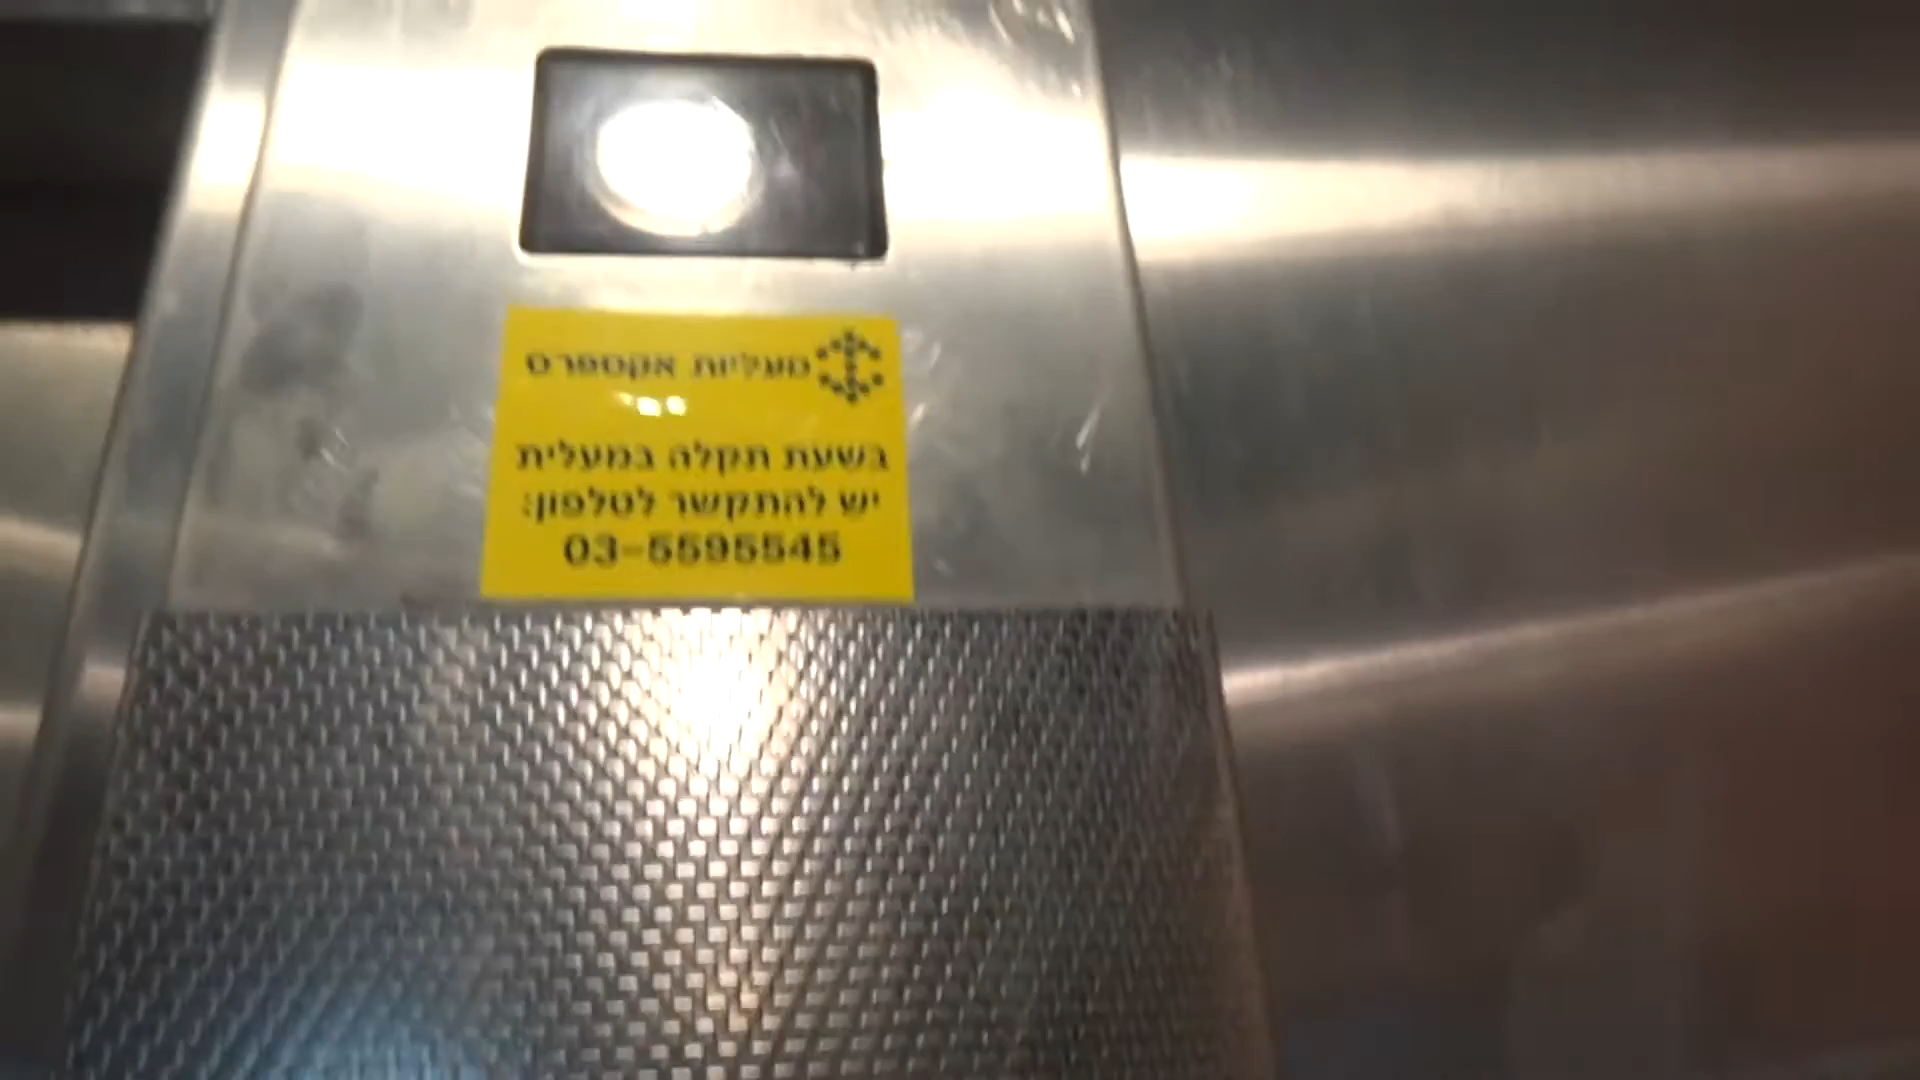 מעליות אקספרס
בשעת תקלה במעלית
יש להתקשר לטלפון:
03-5595545